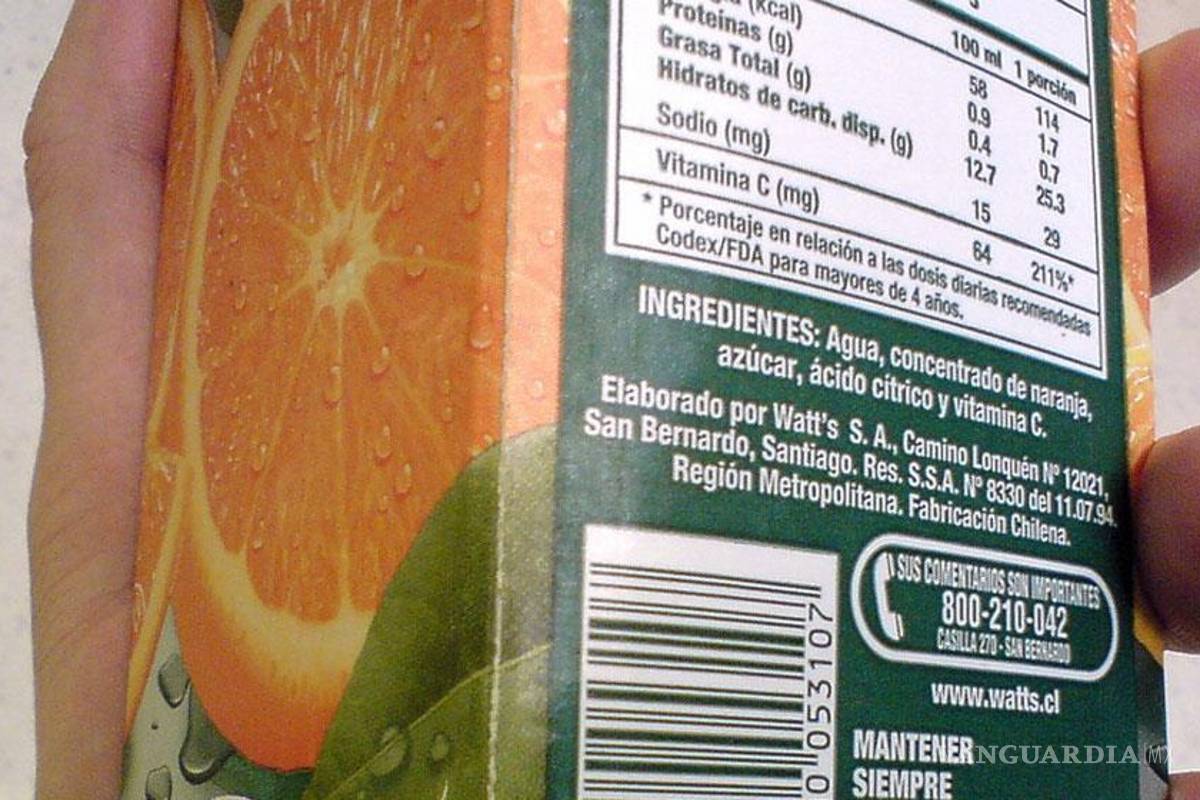 (kcal)
Proteínas (g)
Grasa Total (g)
Hidratos de carb. disp. (g)
Sodio (mg)
Vitamina C (mg)
100 ml 1 porción
58 114
0.9 1.7
0.4 0.7
12.7 25.3
15 29
64 211%*
* Porcentaje en relación a las dosis diarias recomendadas
Codex/FDA para mayores de 4 años.
INGREDIENTES: Agua, concentrado de naranja,
azúcar, ácido cítrico y vitamina C.
Elaborado por Watt's S. A., Camino Lonquén Nº 12021,
San Bernardo, Santiago. Res. S.S.A. Nº 8330 del 11.07.94.
Región Metropolitana. Fabricación Chilena.
SUS COMENTARIOS SON IMPORTANTES
800-210-042
CASILLA 270 - SAN BERNARDO
www.watts.cl
0 053107
MANTENER
SIEMPRE
VANGUARDIA